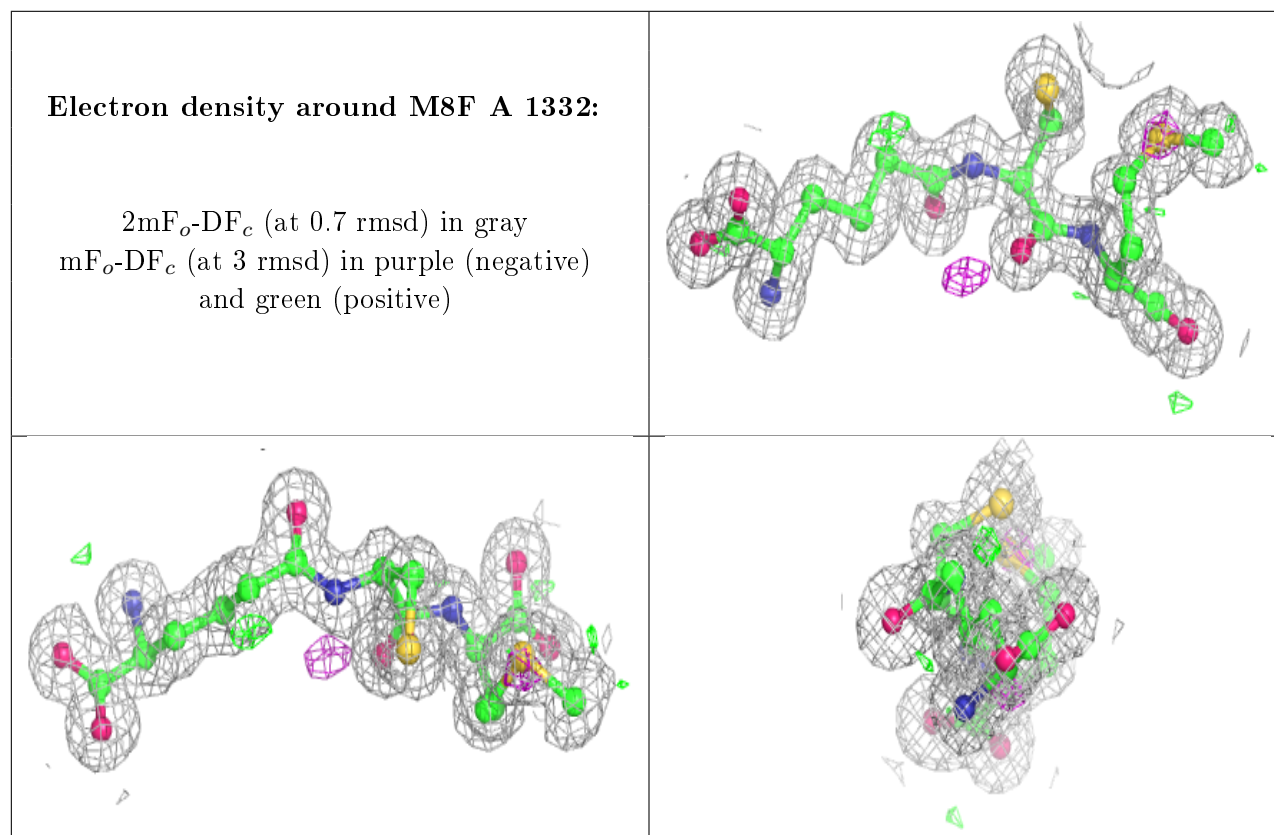 Electron density around M8F A 1332:
2mFo-DFc (at 0.7 rmsd) in gray
mFo-DFc (at 3 rmsd) in purple (negative)
and green (positive)